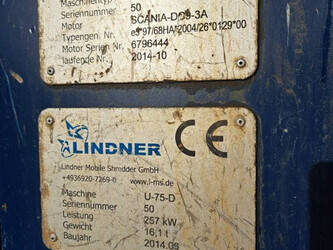 Maschinentyp 50
Seriennummer
Motor SCANIA-DC9-3A
Typengen. Nr. e5*97/68HA*2004/26*0129*00
Motor Serien Nr 6796444
laufende Nr. 2014-10
LINDNER CE
Lindner Mobile Shredder GmbH
+4936920-7269-0 www.l-ms.de
Maschine U-75-D
Seriennummer 50
Leistung 257 kW
Gewicht 16,1 t
Baujahr 2014 09